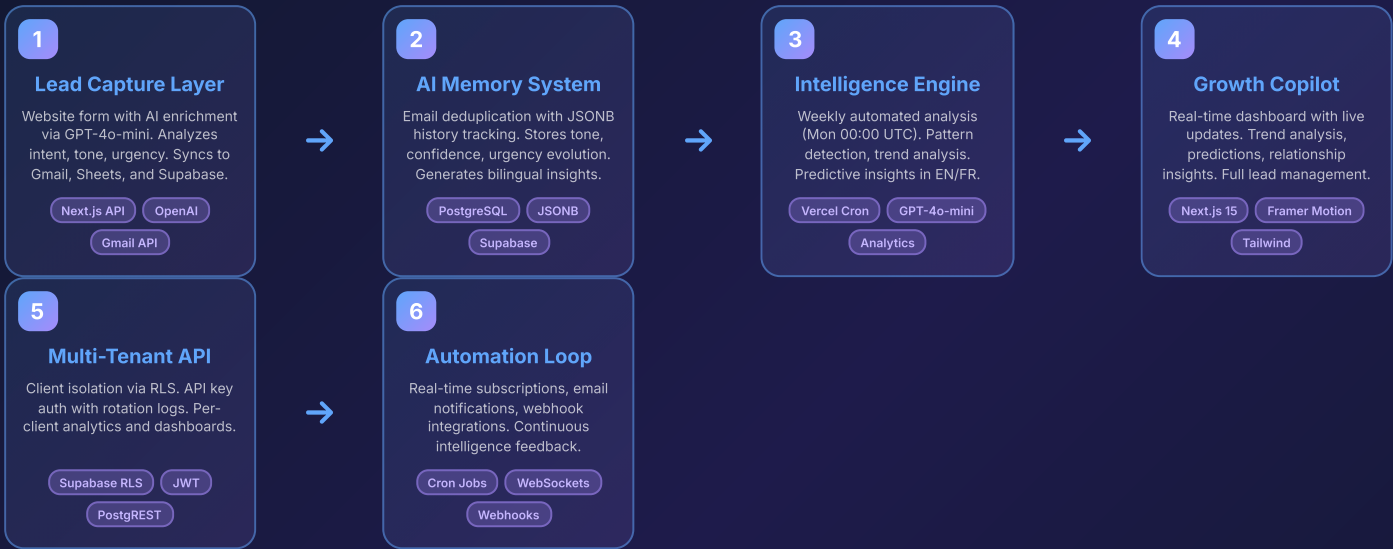 1
Lead Capture Layer
Website form with AI enrichment
via GPT-4o-mini. Analyzes
intent, tone, urgency. Syncs to
Gmail, Sheets, and Supabase.
Next.js API
OpenAI
Gmail API
2
AI Memory System
Email deduplication with JSONB
history tracking. Stores tone,
confidence, urgency evolution.
Generates bilingual insights.
PostgreSQL
JSONB
Supabase
3
Intelligence Engine
Weekly automated analysis
(Mon 00:00 UTC). Pattern
detection, trend analysis.
Predictive insights in EN/FR.
Vercel Cron
GPT-4o-mini
Analytics
4
Growth Copilot
Real-time dashboard with live
updates. Trend analysis,
predictions, relationship
insights. Full lead management.
Next.js 15
Framer Motion
Tailwind
5
Multi-Tenant API
Client isolation via RLS. API key
auth with rotation logs. Per-
client analytics and dashboards.
Supabase RLS
JWT
PostgREST
6
Automation Loop
Real-time subscriptions, email
notifications, webhook
integrations. Continuous
intelligence feedback.
Cron Jobs
WebSockets
Webhooks